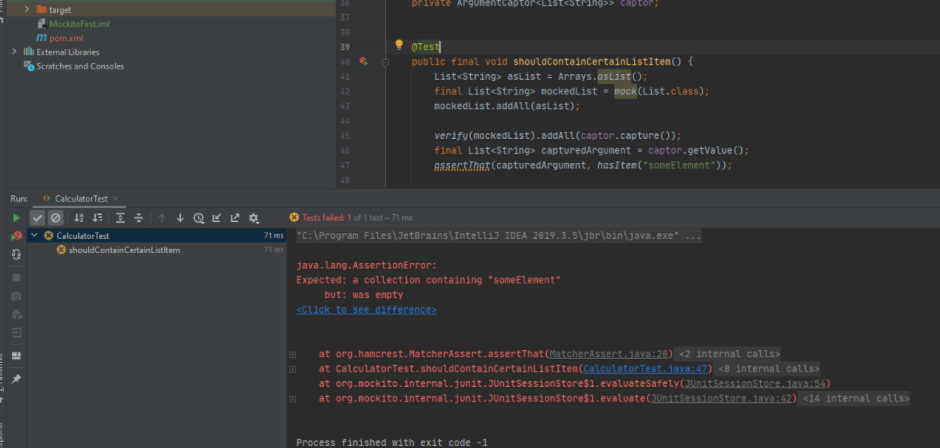 target
MockitoFirst.iml
pom.xml
External Libraries
Scratches and Consoles
36 private ArgumentCaptor<List<String>> captor;
37
38
39 @Test
40 public final void shouldContainCertainListItem() {
41 List<String> asList = Arrays.asList();
42 final List<String> mockedList = mock(List.class);
43 mockedList.addAll(asList);
44
45 verify(mockedList).addAll(captor.capture());
46 final List<String> capturedArgument = captor.getValue();
47 assertThat(capturedArgument, hasItem("someElement"));
48
Run: CalculatorTest
Tests failed: 1 of 1 test – 71 ms
CalculatorTest 71 ms
shouldContainCertainListItem 71 ms
"C:\Program Files\JetBrains\IntelliJ IDEA 2019.3.5\jbr\bin\java.exe" ...
java.lang.AssertionError:
Expected: a collection containing "someElement"
but: was empty
<Click to see difference>
at org.hamcrest.MatcherAssert.assertThat(MatcherAssert.java:20) <2 internal calls>
at CalculatorTest.shouldContainCertainListItem(CalculatorTest.java:47) <8 internal calls>
at org.mockito.internal.junit.JUnitSessionStore$1.evaluateSafely(JUnitSessionStore.java:54)
at org.mockito.internal.junit.JUnitSessionStore$1.evaluate(JUnitSessionStore.java:42) <14 internal calls>
Process finished with exit code -1